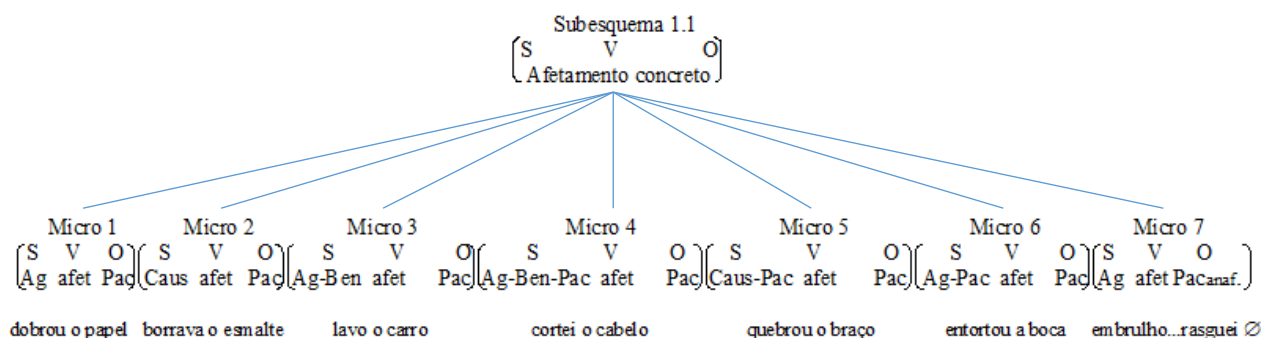 Subesquema 1.1
S V O
Afetamento concreto
Micro 1 Micro 2 Micro 3 Micro 4 Micro 5 Micro 6 Micro 7
S V O S V O S V O S V O S V O S V O S V O
Ag afet Pac Caus afet Pac Ag-Ben afet Pac Ag-Ben-Pac afet Pac Caus-Pac afet Pac Ag-Pac afet Pac Ag afet Pacanaf.
dobrou o papel borrava o esmalte lavo o carro cortei o cabelo quebrou o braço entortou a boca embrulho...rasguei ∅